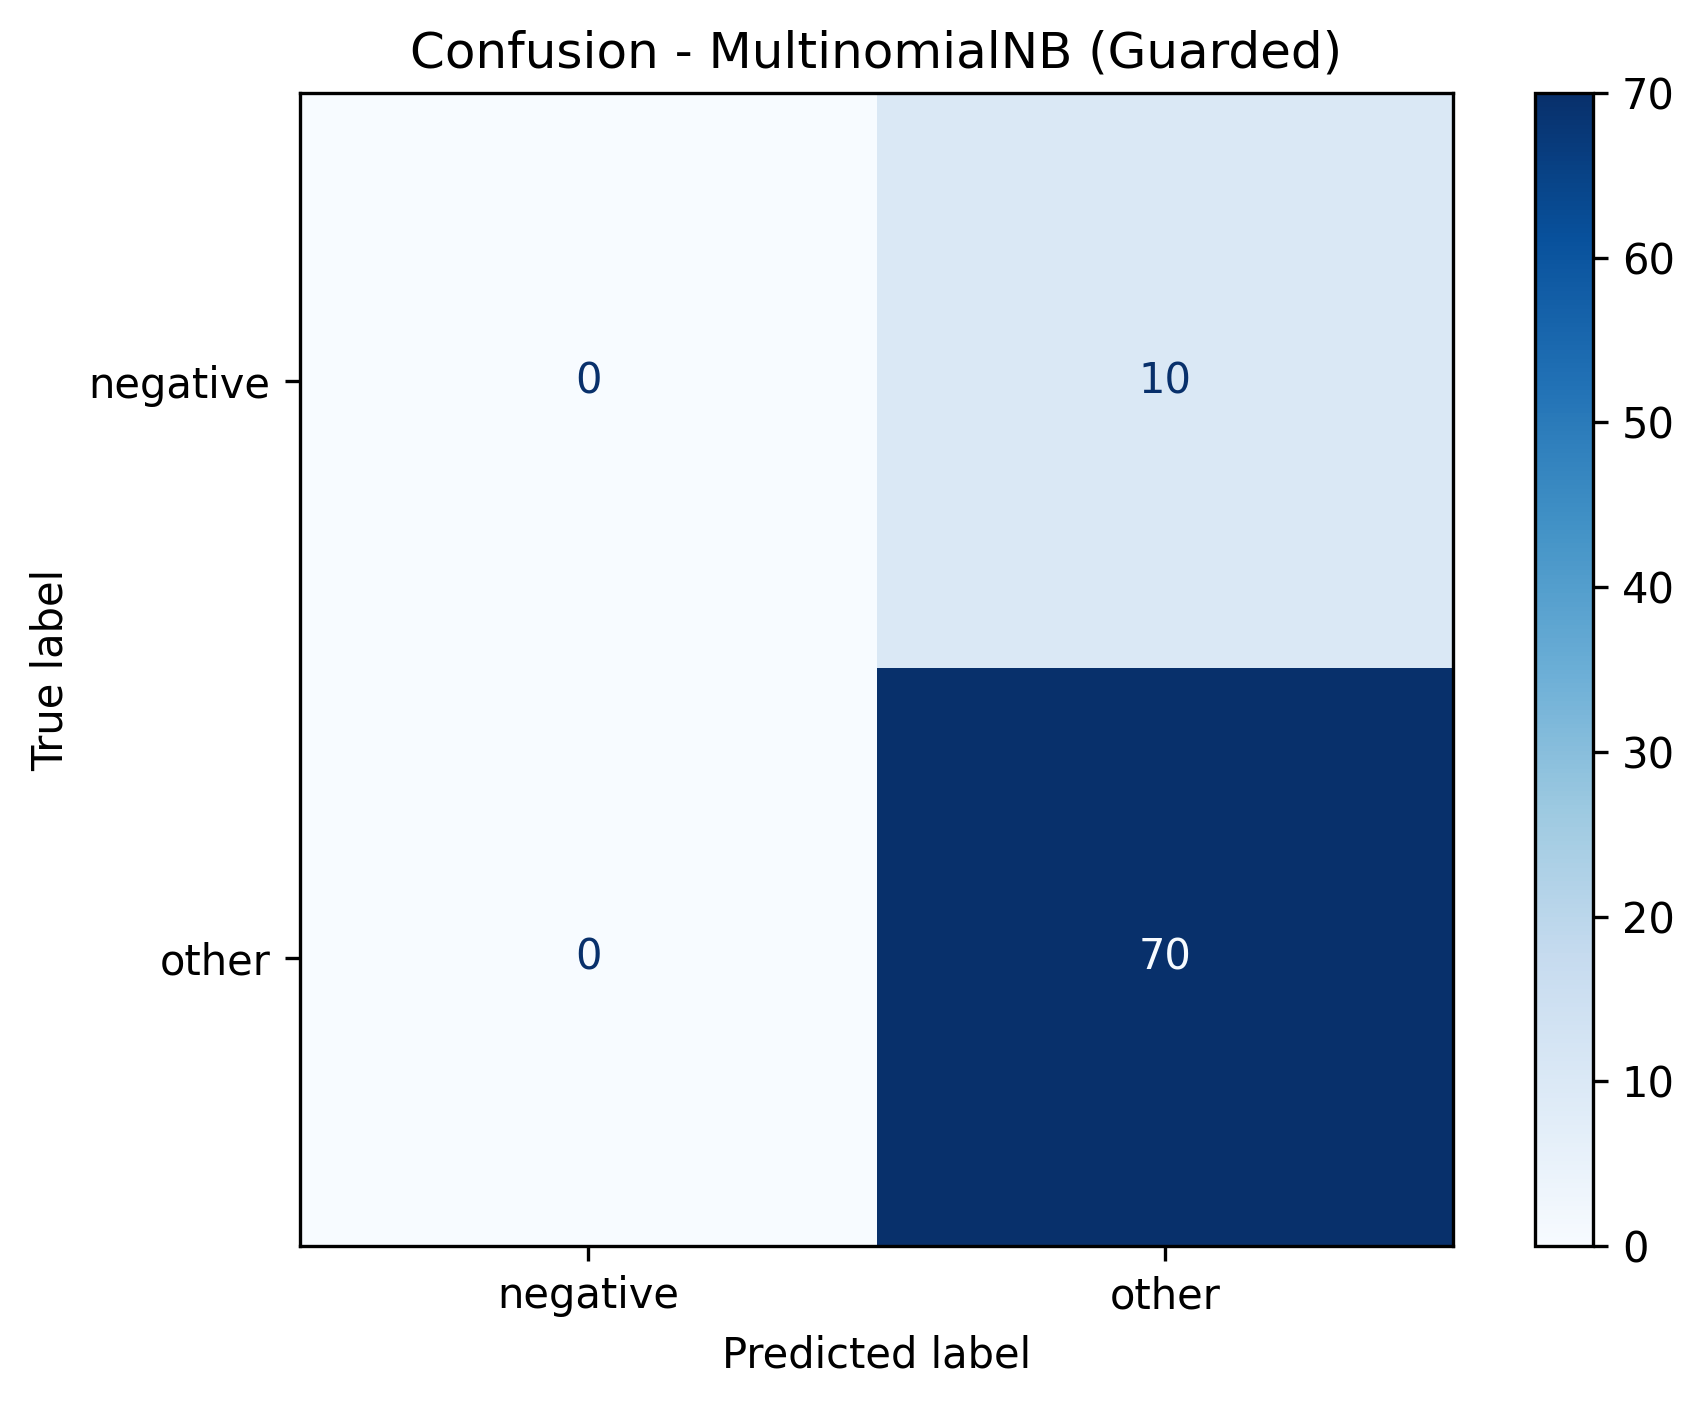 Confusion - MultinomialNB (Guarded)
70
60
50
40
30
20
10
0
True label
negative
0
10
other
0
70
negative
other
Predicted label